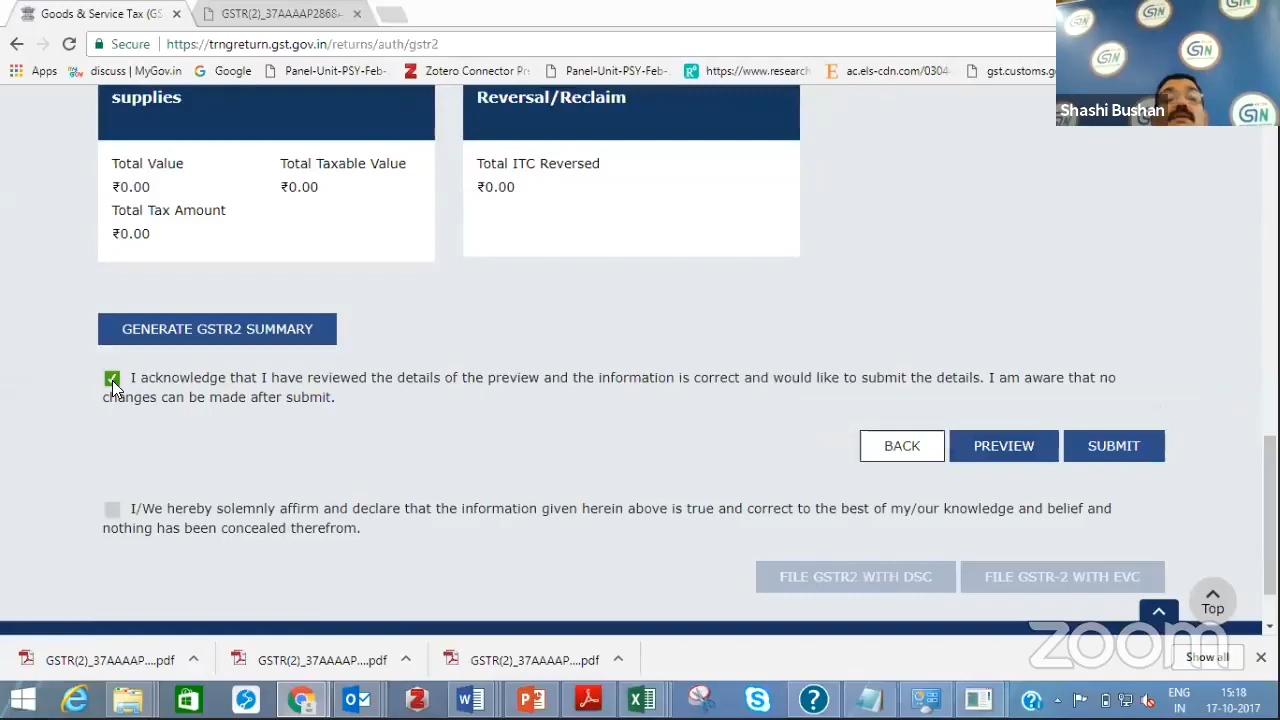 Goods & Service Tax (GS
GSTR(2)_37AAAAP2868
Secure
https://trngreturn.gst.gov.in/returns/auth/gstr2
Apps
discuss | MyGov.in
Google
Panel-Unit-PSY-Feb-
Zotero Connector Pr
Panel-Unit-PSY-Feb-
https://www.research
ac.els-cdn.com/0304
gst.customs.g
Shashi Bushan
GSTN
GSTN
supplies
Reversal/Reclaim
Total Value
Total Taxable Value
Total ITC Reversed
₹0.00
₹0.00
₹0.00
Total Tax Amount
₹0.00
GENERATE GSTR2 SUMMARY
I acknowledge that I have reviewed the details of the preview and the information is correct and would like to submit the details. I am aware that no
changes can be made after submit.
BACK
PREVIEW
SUBMIT
I/We hereby solemnly affirm and declare that the information given herein above is true and correct to the best of my/our knowledge and belief and
nothing has been concealed therefrom.
FILE GSTR2 WITH DSC
FILE GSTR-2 WITH EVC
Top
zoom
GSTR(2)_37AAAAP....pdf
GSTR(2)_37AAAAP....pdf
GSTR(2)_37AAAAP....pdf
Show all
ENG
IN
15:18
17-10-2017